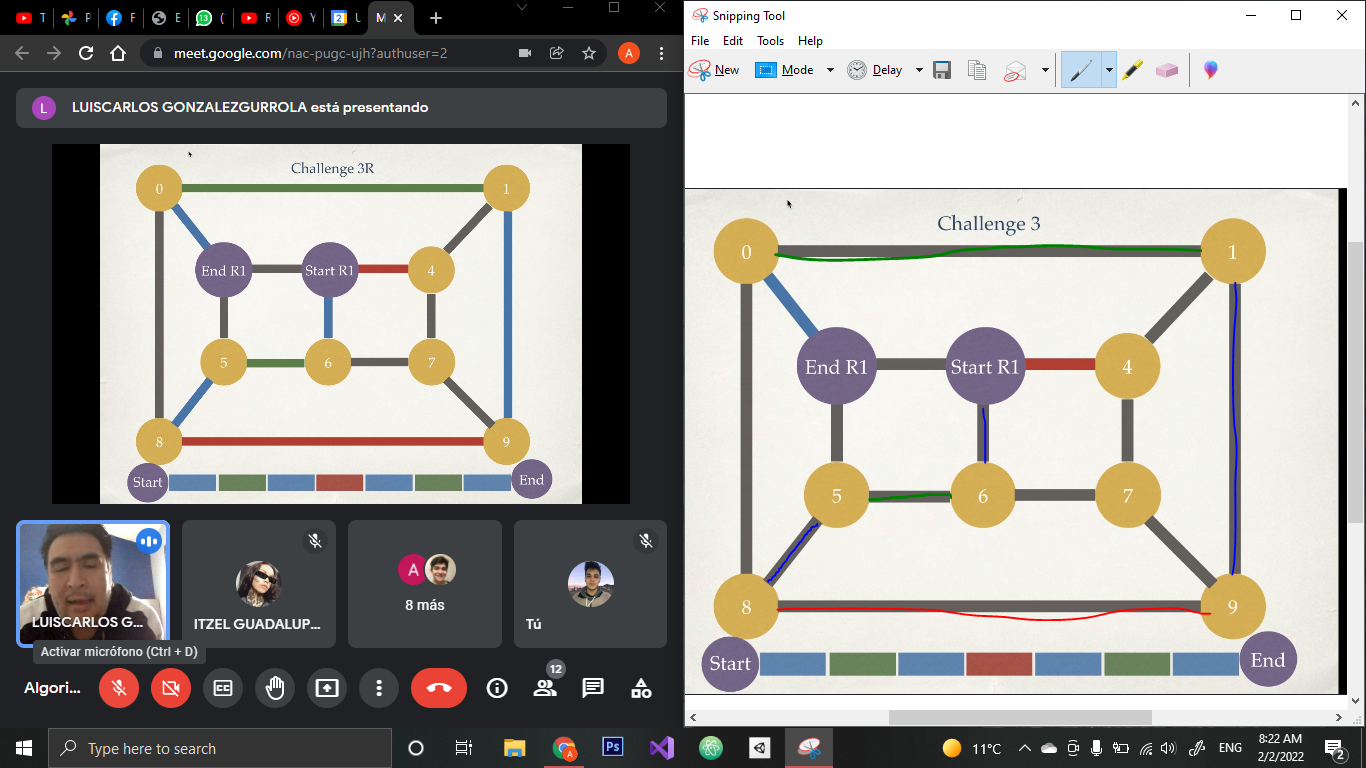 T
P
F
E
13
(
R
Y
2
U
M
meet.google.com/nac-pugc-ujh?authuser=2
A
L
LUISCARLOS GONZALEZGURROLA está presentando
Challenge 3R
0
1
End R1
Start R1
4
5
6
7
8
9
Start
End
LUISCARLOS G...
ITZEL GUADALUP...
A
8 más
Tú
Activar micrófono (Ctrl + D)
Algori...
12
Snipping Tool
File Edit Tools Help
New Mode Delay
Challenge 3
0
1
End R1
Start R1
4
5
6
7
8
9
Start
End
Type here to search
A
Ps
11°C
ENG
8:22 AM
2/2/2022
2